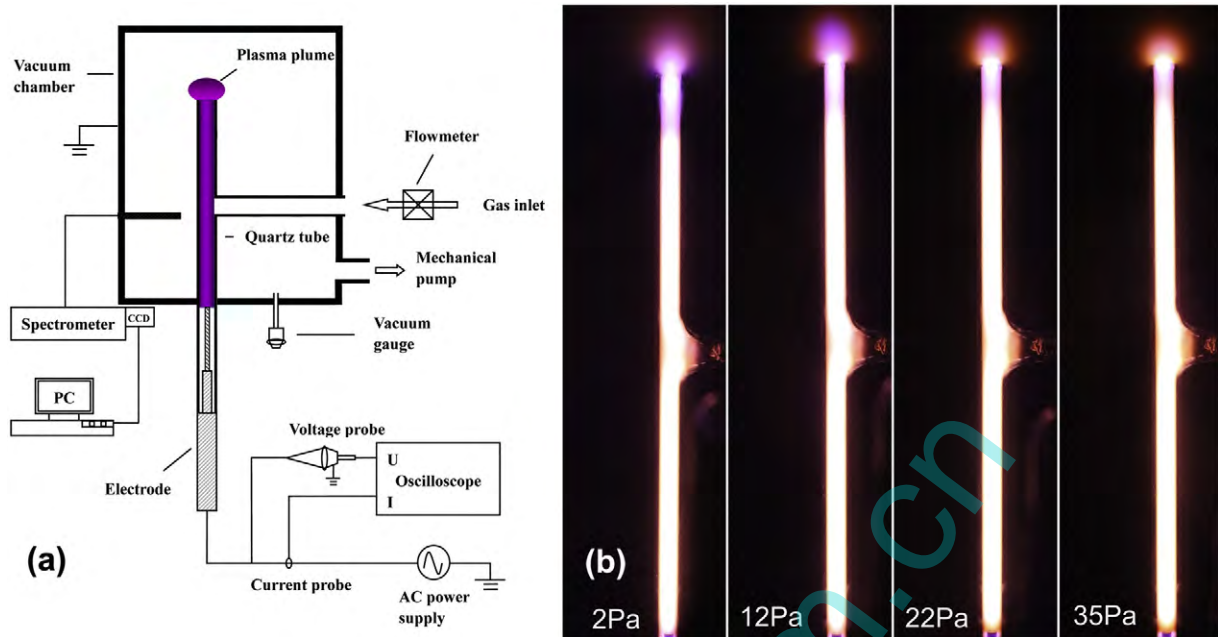 Vacuum
chamber
Plasma plume
Flowmeter
Gas inlet
Quartz tube
Mechanical
pump
Spectrometer
CCD
Vacuum
gauge
PC
Voltage probe
U
Oscilloscope
I
Electrode
(a)
Current probe
AC power
supply
(b)
2Pa
12Pa
22Pa
35Pa
m.cn